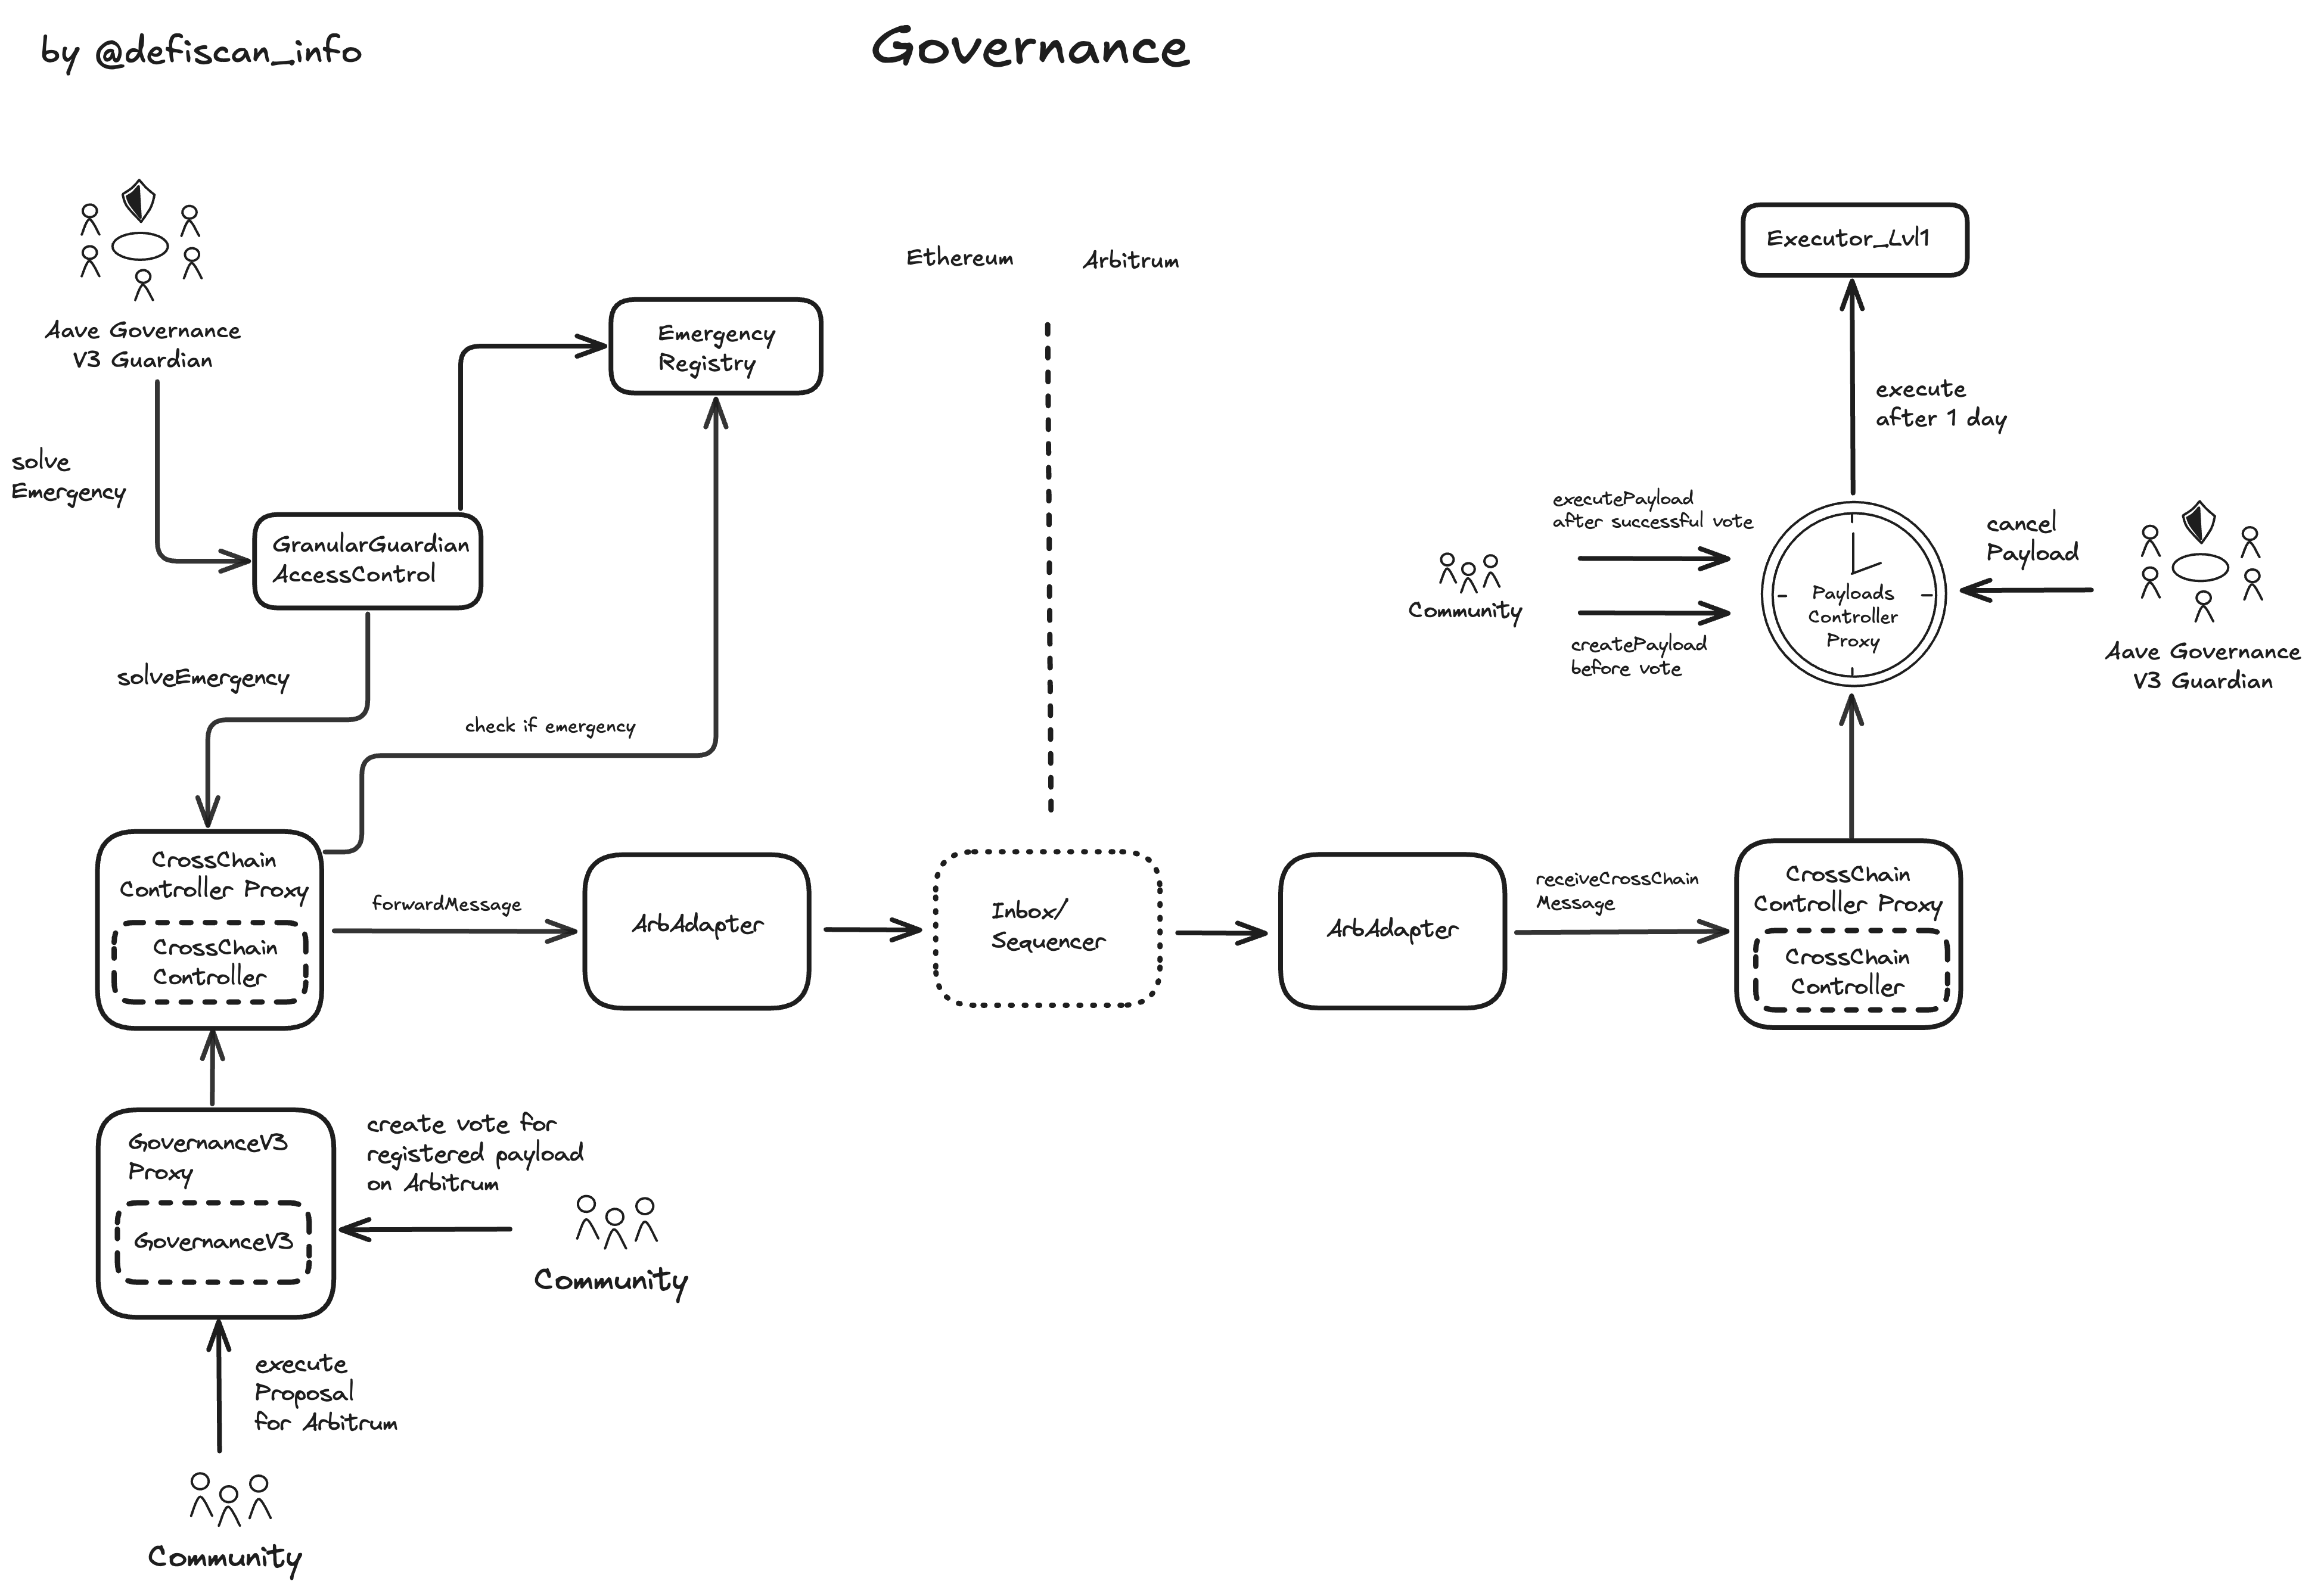 by @defiscan_info
Governance
Aave Governance
V3 Guardian
solve
Emergency
GranularGuardian
AccessControl
Emergency
Registry
solveEmergency
check if emergency
CrossChain
Controller Proxy
CrossChain
Controller
forwardMessage
ArbAdapter
Ethereum
Arbitrum
Inbox/
Sequencer
ArbAdapter
receiveCrossChain
Message
CrossChain
Controller Proxy
CrossChain
Controller
Executor_Lvl1
execute
after 1 day
executePayload
after successful vote
Community
createPayload
before vote
Payloads
Controller
Proxy
cancel
Payload
Aave Governance
V3 Guardian
GovernanceV3
Proxy
GovernanceV3
create vote for
registered payload
on Arbitrum
Community
execute
Proposal
for Arbitrum
Community